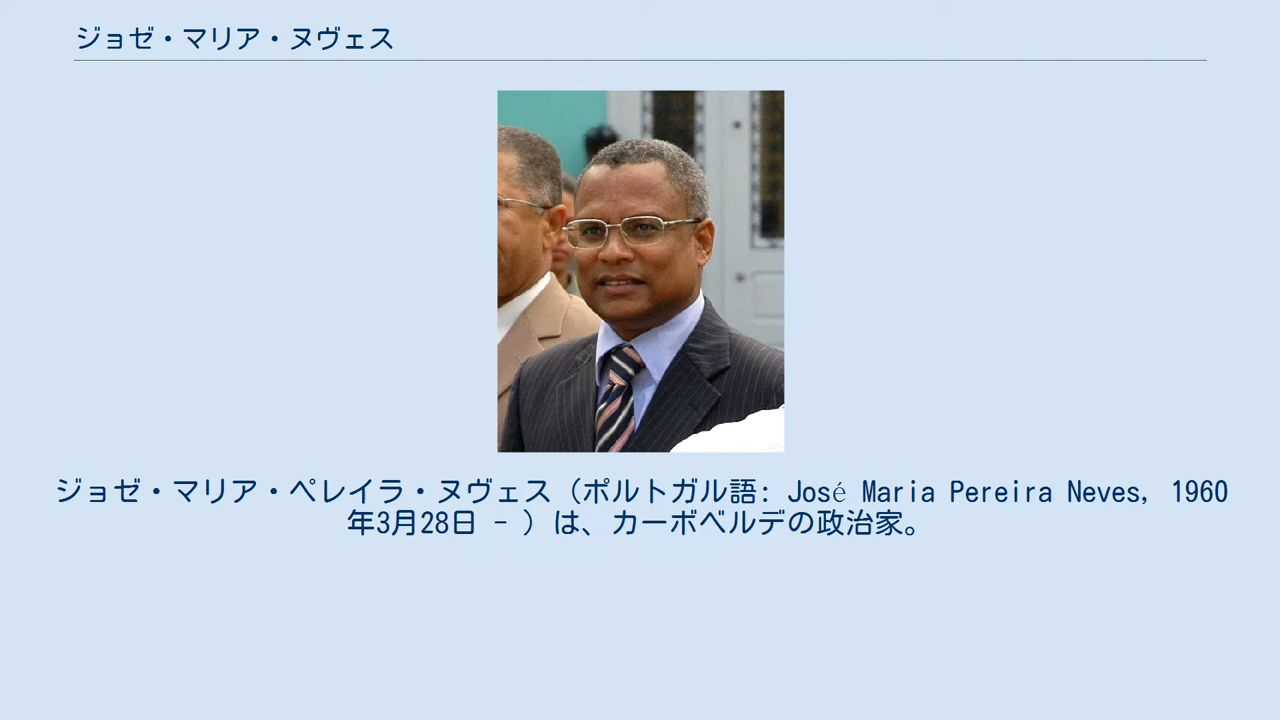 ジョゼ・マリア・ヌヴェス
ジョゼ・マリア・ペレイラ・ヌヴェス（ポルトガル語: José Maria Pereira Neves, 1960
年3月28日 - ）は、カーボベルデの政治家。